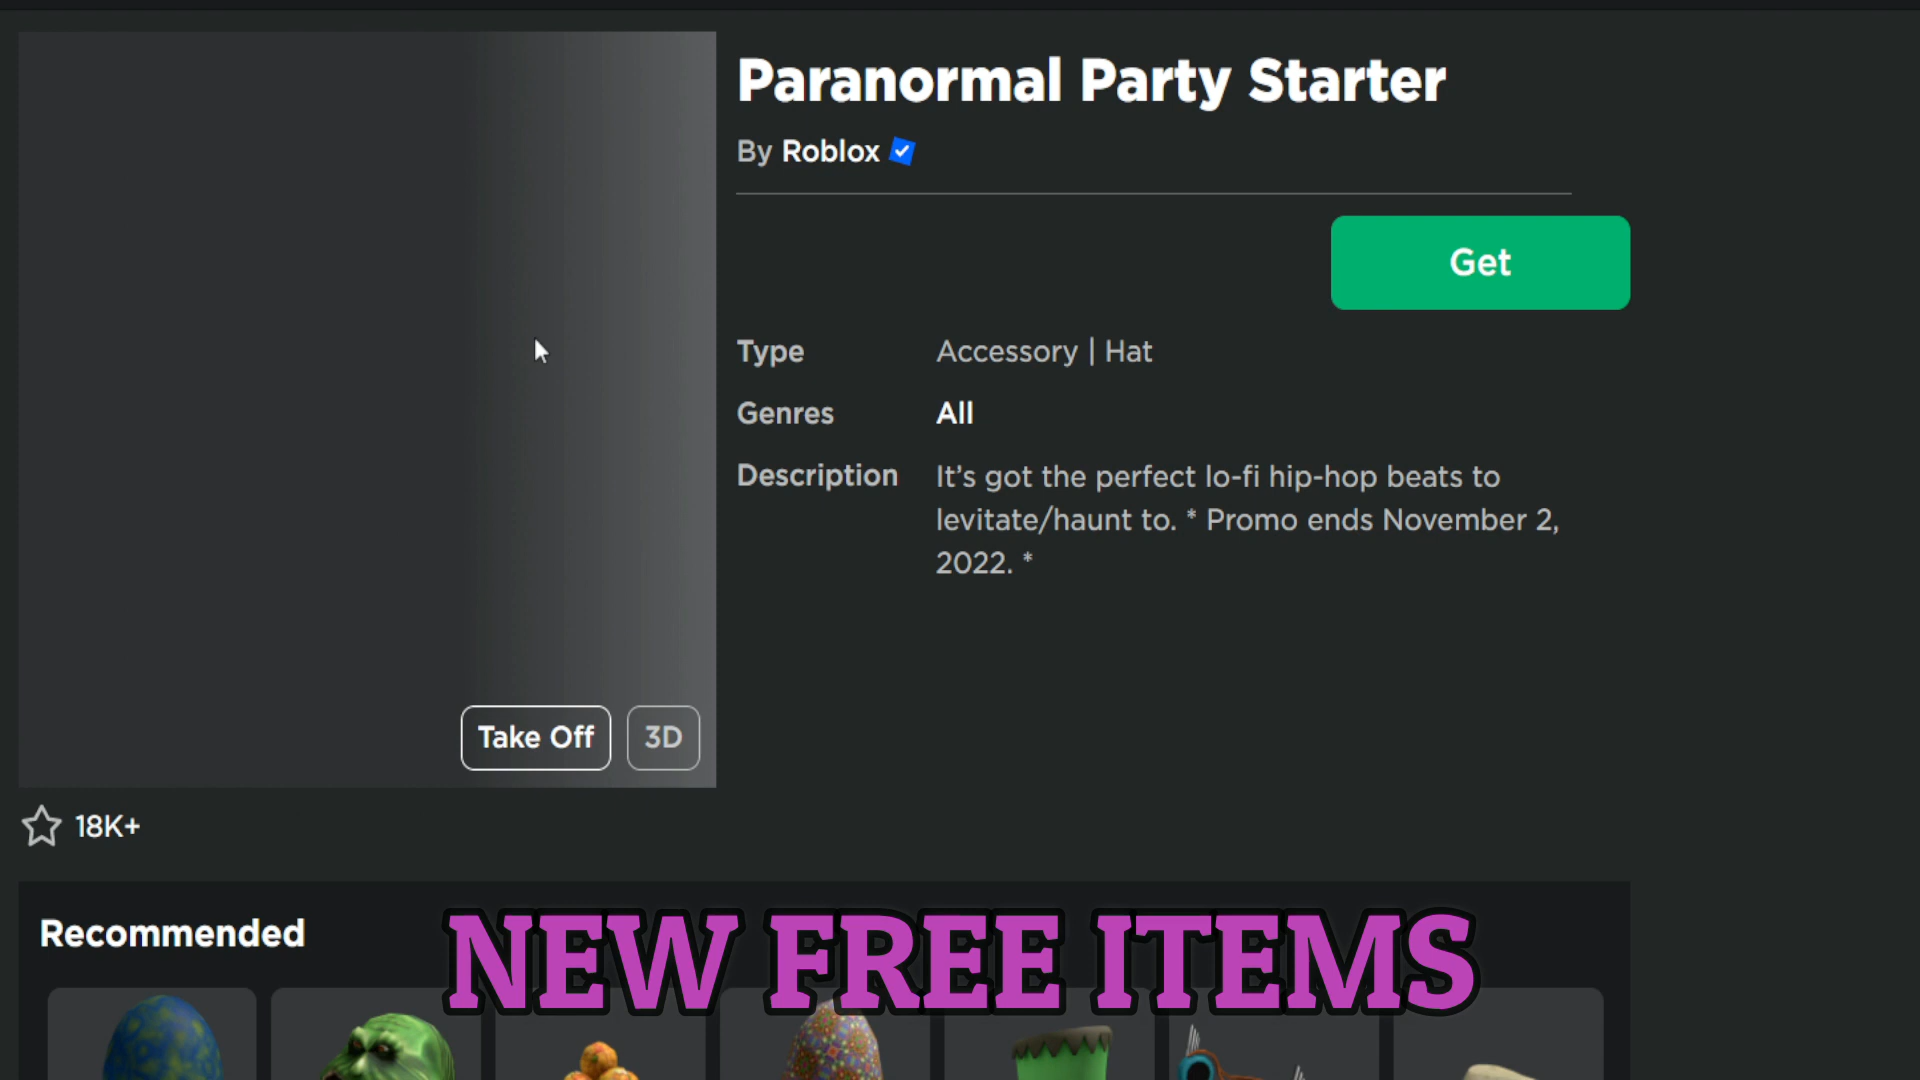 Paranormal Party Starter
By Roblox
Get
Type Accessory | Hat
Genres All
Description It’s got the perfect lo-fi hip-hop beats to
levitate/haunt to. * Promo ends November 2,
2022. *
Take Off 3D
18K+
Recommended
NEW FREE ITEMS